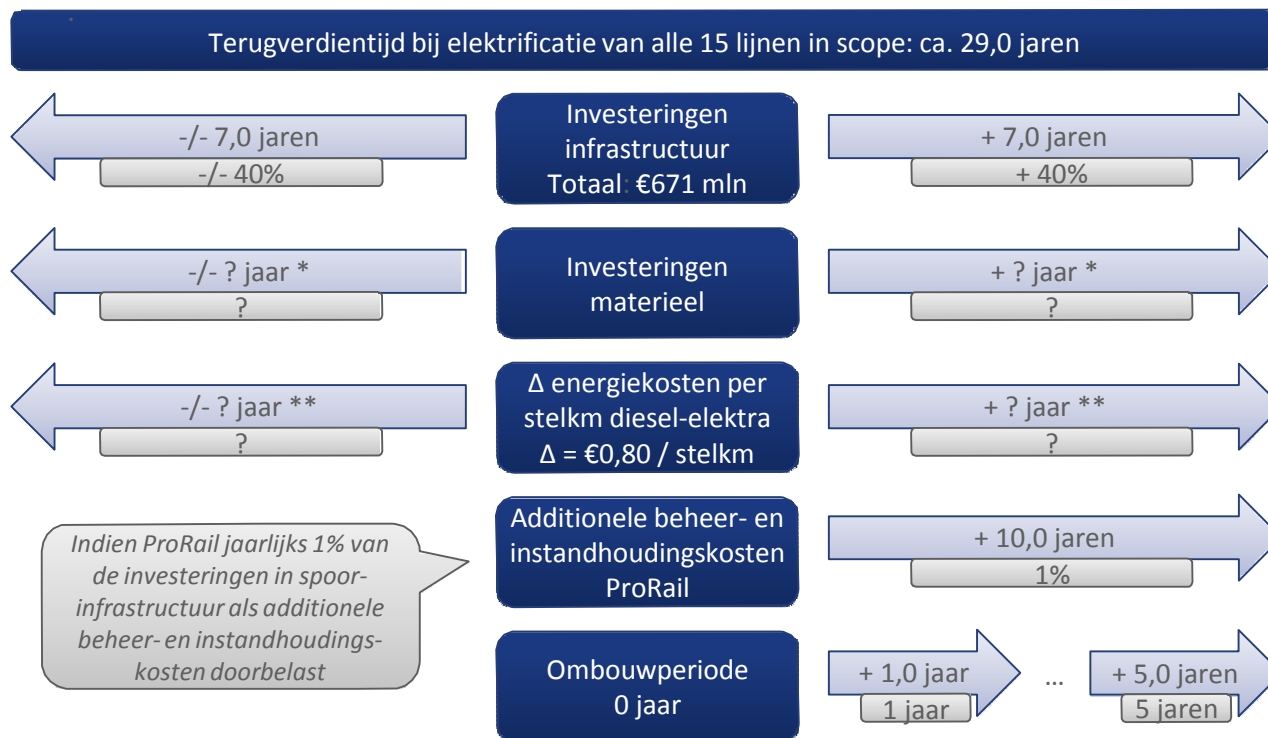 Terugverdientijd bij elektrificatie van alle 15 lijnen in scope: ca. 29,0 jaren
-/- 7,0 jaren
-/- 40%
Investeringen
infrastructuur
Totaal: €671 mln
+ 7,0 jaren
+ 40%
-/- ? jaar *
?
Investeringen
materieel
+ ? jaar *
?
-/- ? jaar **
?
Δ energiekosten per
stelkm diesel-elektra
Δ = €0,80 / stelkm
+ ? jaar **
?
Indien ProRail jaarlijks 1% van
de investeringen in spoor-
infrastructuur als additionele
beheer- en instandhoudings-
kosten doorbelast
Additionele beheer- en
instandhoudingskosten
ProRail
+ 10,0 jaren
1%
Ombouwperiode
0 jaar
+ 1,0 jaar
1 jaar
...
+ 5,0 jaren
5 jaren